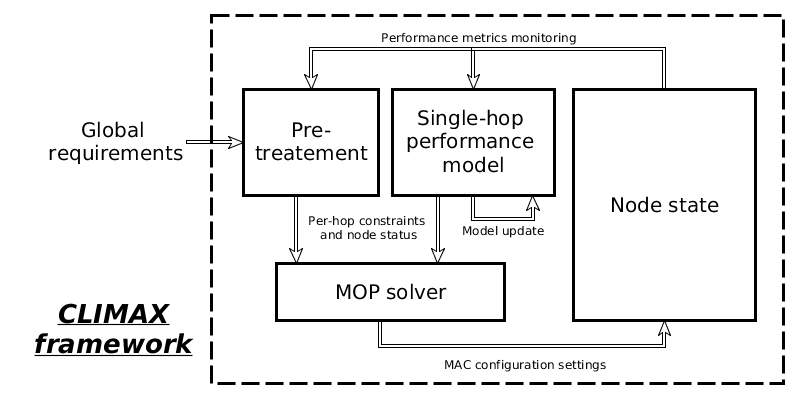 Performance metrics monitoring
Global
requirements
Pre-
treatement
Single-hop
performance
model
Node state
Per-hop constraints
and node status
Model update
MOP solver
CLIMAX
framework
MAC configuration settings